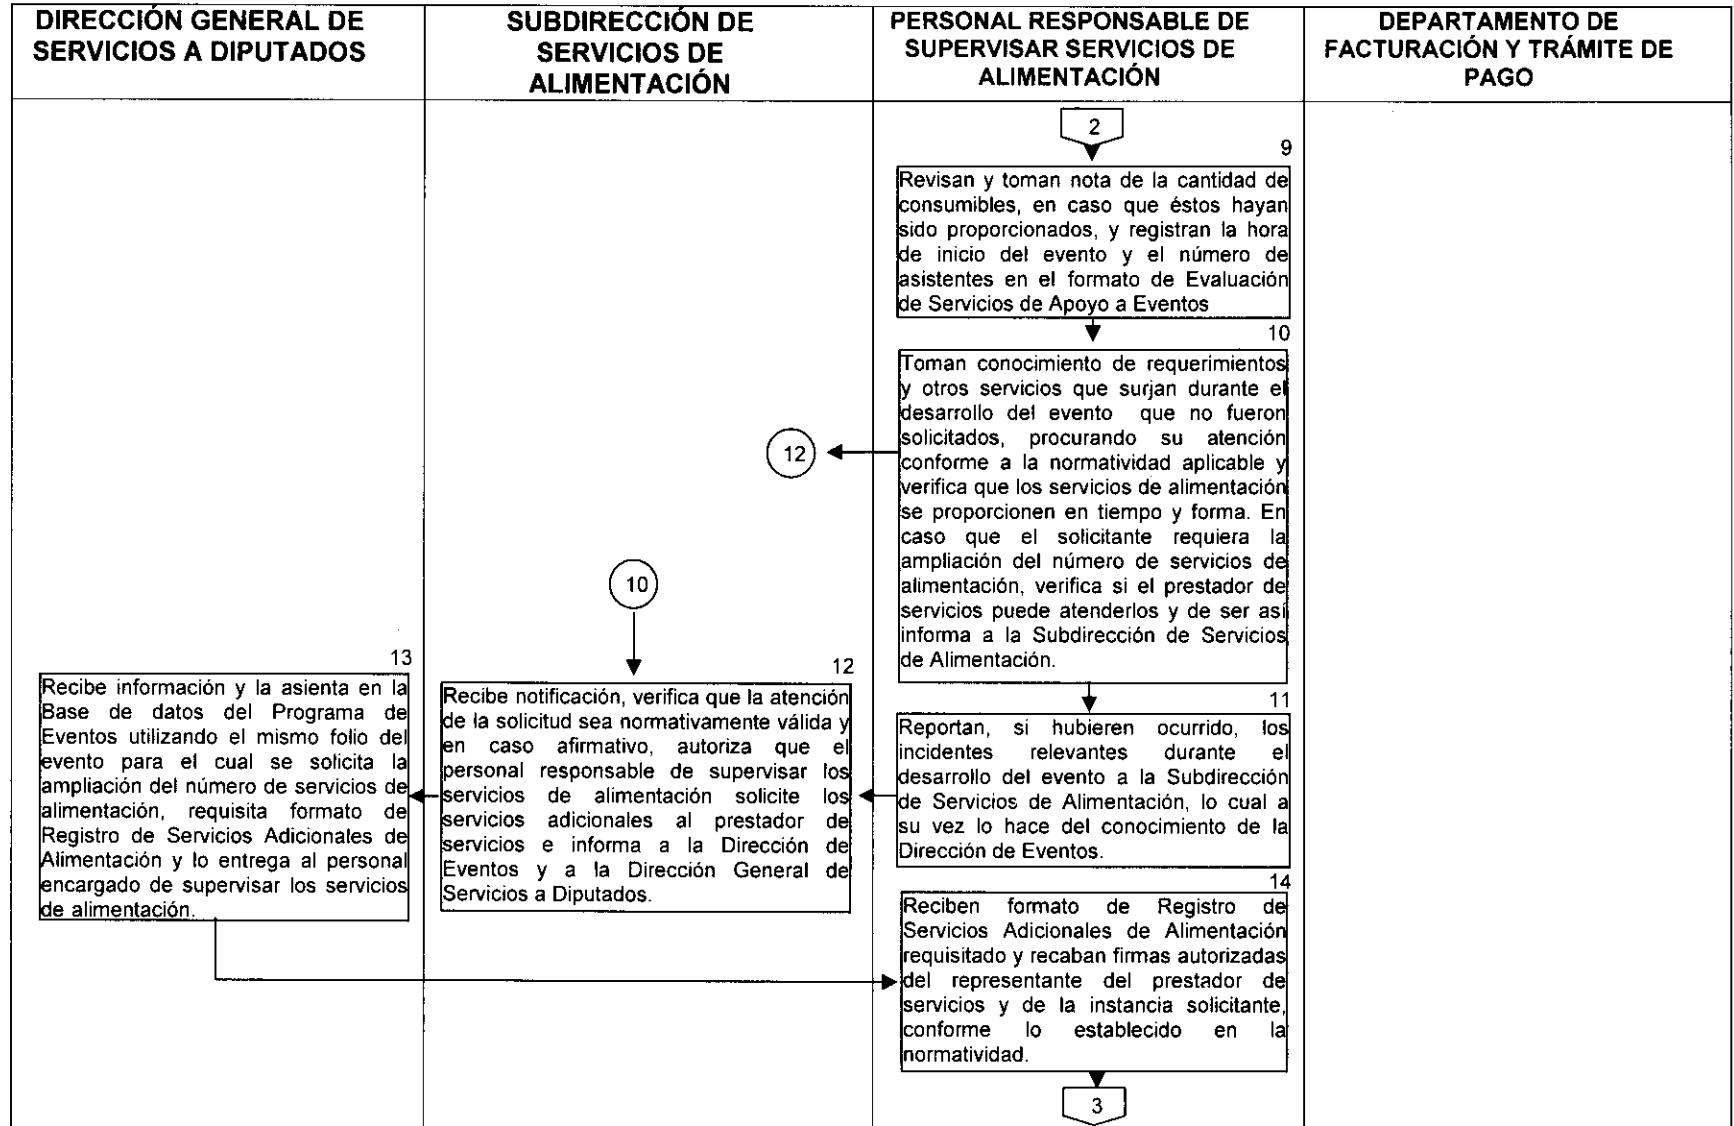 DIRECCIÓN GENERAL DE
SERVICIOS A DIPUTADOS
SUBDIRECCIÓN DE
SERVICIOS DE
ALIMENTACIÓN
PERSONAL RESPONSABLE DE
SUPERVISAR SERVICIOS DE
ALIMENTACIÓN
DEPARTAMENTO DE
FACTURACIÓN Y TRÁMITE DE
PAGO
2
9
Revisan y toman nota de la cantidad de
consumibles, en caso que éstos hayan
sido proporcionados, y registran la hora
de inicio del evento y el número de
asistentes en el formato de Evaluación
de Servicios de Apoyo a Eventos
10
Toman conocimiento de requerimientos
y otros servicios que surjan durante el
desarrollo del evento que no fueron
solicitados, procurando su atención
conforme a la normatividad aplicable y
verifica que los servicios de alimentación
se proporcionen en tiempo y forma. En
caso que el solicitante requiera la
ampliación del número de servicios de
alimentación, verifica si el prestador de
servicios puede atenderlos y de ser así
informa a la Subdirección de Servicios
de Alimentación.
12
10
11
Reportan, si hubieren ocurrido, los
incidentes relevantes durante el
desarrollo del evento a la Subdirección
de Servicios de Alimentación, lo cual a
su vez lo hace del conocimiento de la
Dirección de Eventos.
12
Recibe notificación, verifica que la atención
de la solicitud sea normativamente válida y
en caso afirmativo, autoriza que el
personal responsable de supervisar los
servicios de alimentación solicite los
servicios adicionales al prestador de
servicios e informa a la Dirección de
Eventos y a la Dirección General de
Servicios a Diputados.
13
Recibe información y la asienta en la
Base de datos del Programa de
Eventos utilizando el mismo folio del
evento para el cual se solicita la
ampliación del número de servicios de
alimentación, requisita formato de
Registro de Servicios Adicionales de
Alimentación y lo entrega al personal
encargado de supervisar los servicios
de alimentación.
14
Reciben formato de Registro de
Servicios Adicionales de Alimentación
requisitado y recaban firmas autorizadas
del representante del prestador de
servicios y de la instancia solicitante,
conforme lo establecido en la
normatividad.
3